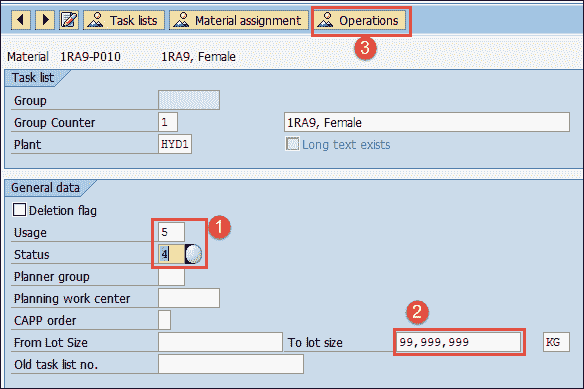 Task lists Material assignment Operations
3
Material 1RA9-P010 1RA9, Female
Task list
Group
Group Counter 1 1RA9, Female
Plant HYD1 Long text exists
General data
Deletion flag
1
Usage 5
Status 4
Planner group
Planning work center
2
CAPP order
From Lot Size To lot size 99,999,999 KG
Old task list no.